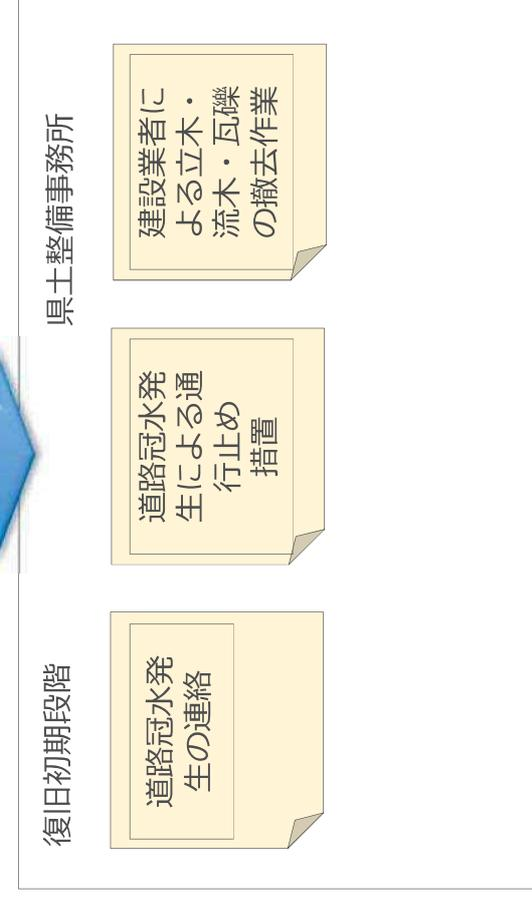 復旧初期段階
県土整備事務所
道路冠水発
生の連絡
道路冠水発
生による通
行止め
措置
建設業者に
よる立木・
流木・瓦礫
の撤去作業